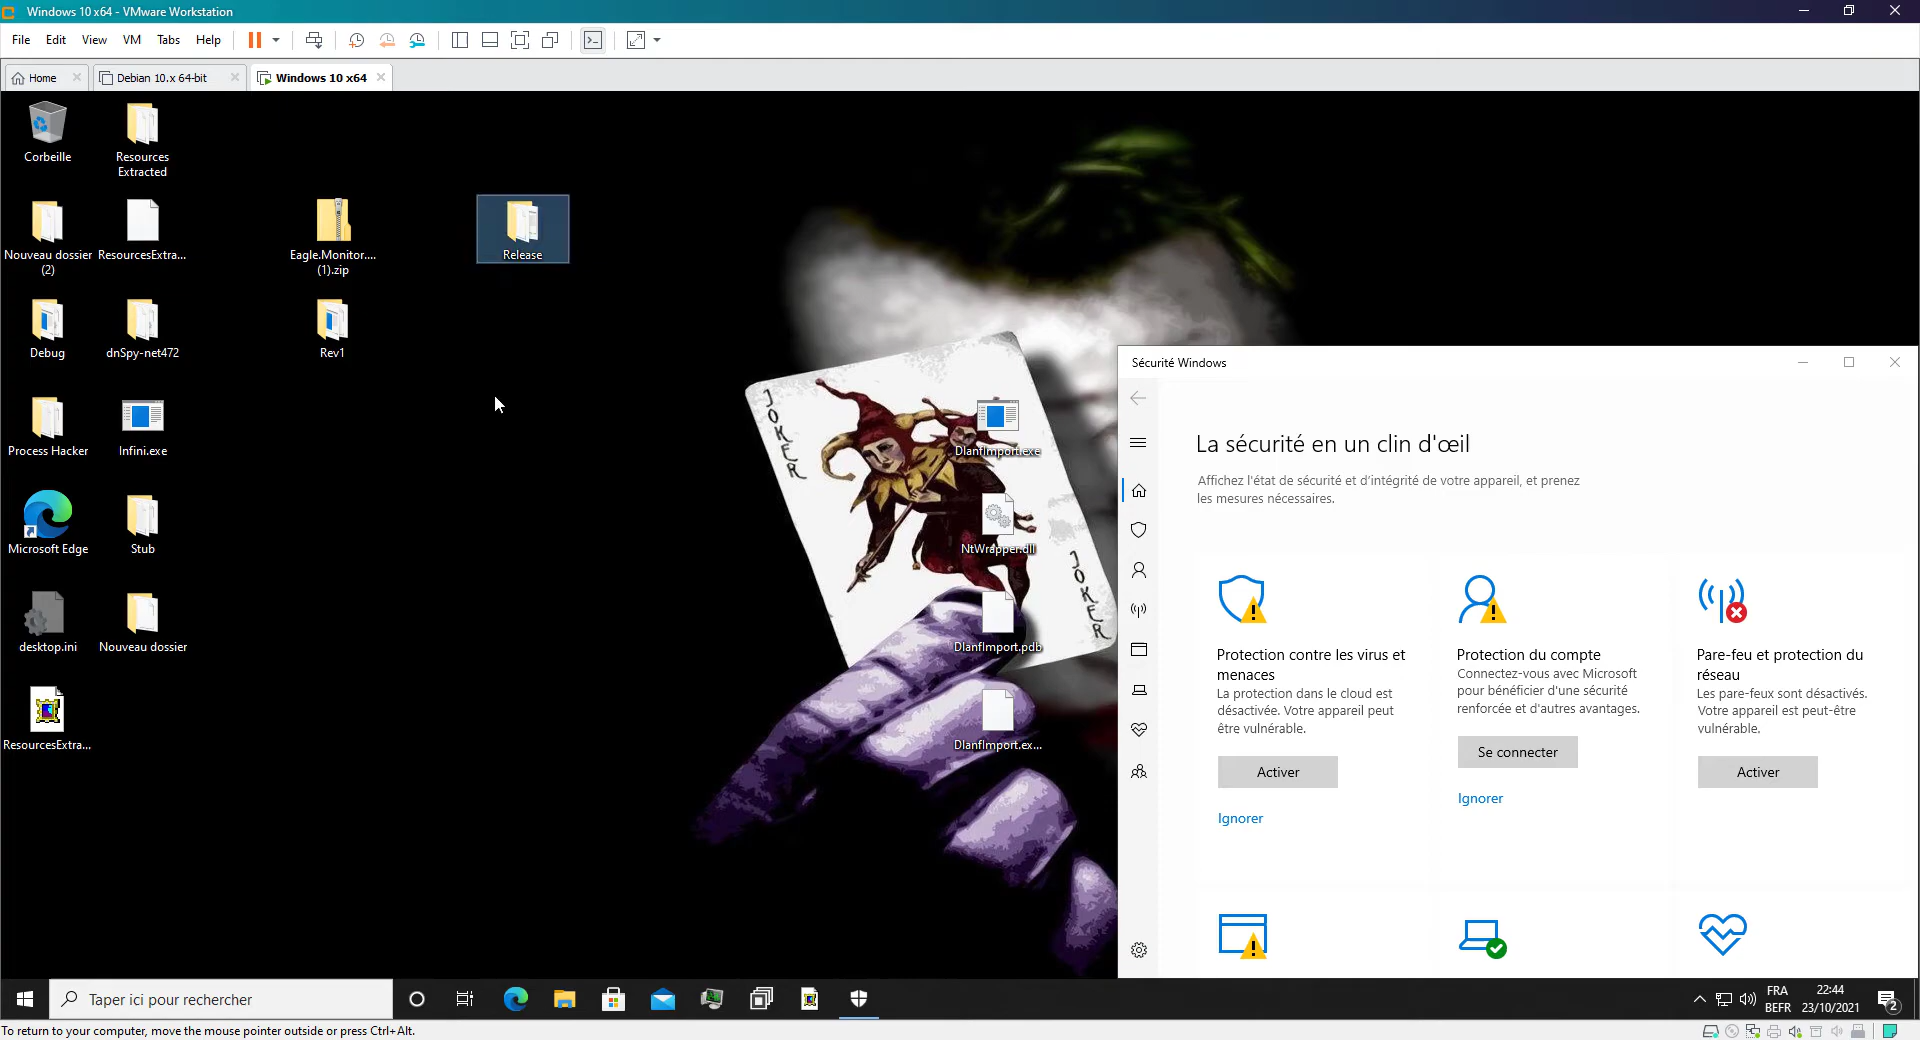 Windows 10 x64 - VMware Workstation
File Edit View VM Tabs Help
Home Debian 10.x 64-bit Windows 10 x64
Corbeille
Resources
Extracted
Nouveau dossier
(2)
ResourcesExtra...
Eagle.Monitor....
(1).zip
Release
Debug
dnSpy-net472
Rev1
Process Hacker
Infini.exe
Microsoft Edge
Stub
desktop.ini
Nouveau dossier
ResourcesExtra...
JOKER
JOKER
DlanfImport.exe
NtWrapper.dll
DlanfImport.pdb
DlanfImport.ex...
Sécurité Windows
La sécurité en un clin d'œil
Affichez l'état de sécurité et d'intégrité de votre appareil, et prenez
les mesures nécessaires.
Protection contre les virus et
menaces
La protection dans le cloud est
désactivée. Votre appareil peut
être vulnérable.
Activer
Ignorer
Protection du compte
Connectez-vous avec Microsoft
pour bénéficier d'une sécurité
renforcée et d'autres avantages.
Se connecter
Ignorer
Pare-feu et protection du
réseau
Les pare-feux sont désactivés.
Votre appareil est peut-être
vulnérable.
Activer
Taper ici pour rechercher
FRA
BEFR
22:44
23/10/2021
2
To return to your computer, move the mouse pointer outside or press Ctrl+Alt.